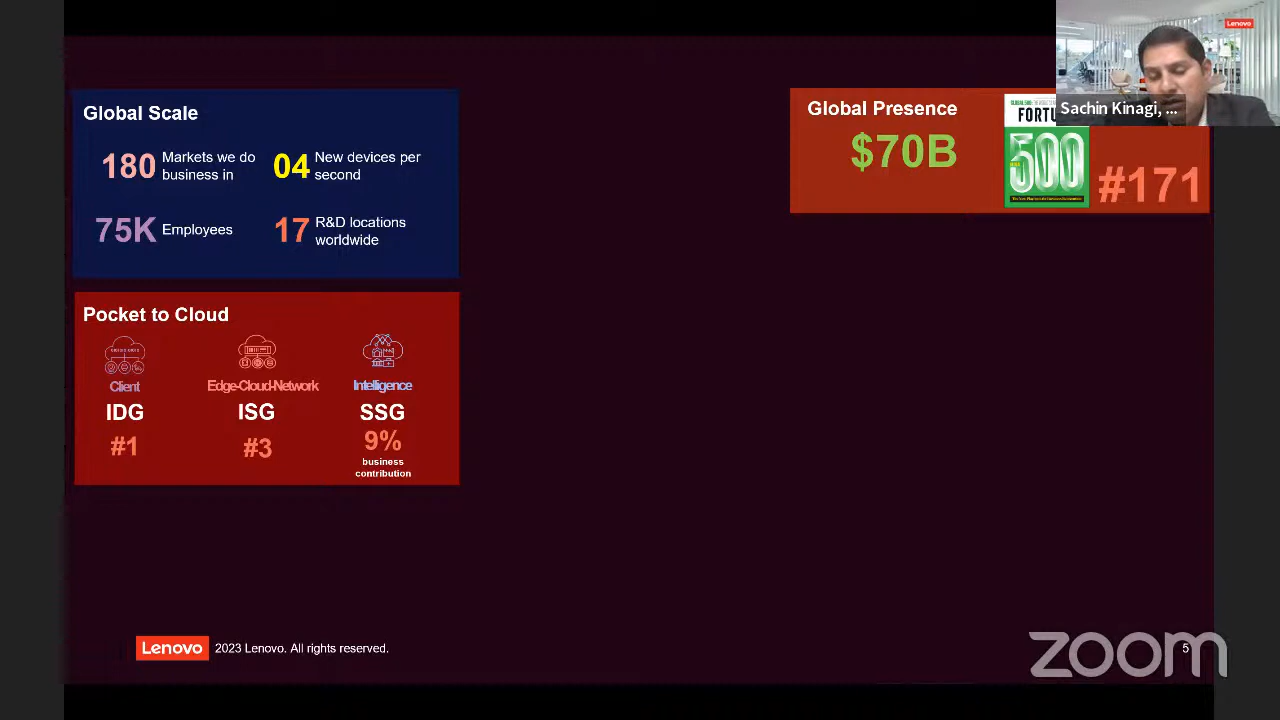 Lenovo
Sachin Kinagi, ...
Global Scale
180 Markets we do business in
04 New devices per second
75K Employees
17 R&D locations worldwide
Global Presence
$70B
FORTU
500
#171
Pocket to Cloud
Client
IDG
#1
Edge-Cloud-Network
ISG
#3
Intelligence
SSG
9%
business
contribution
Lenovo 2023 Lenovo. All rights reserved.
zoom
5